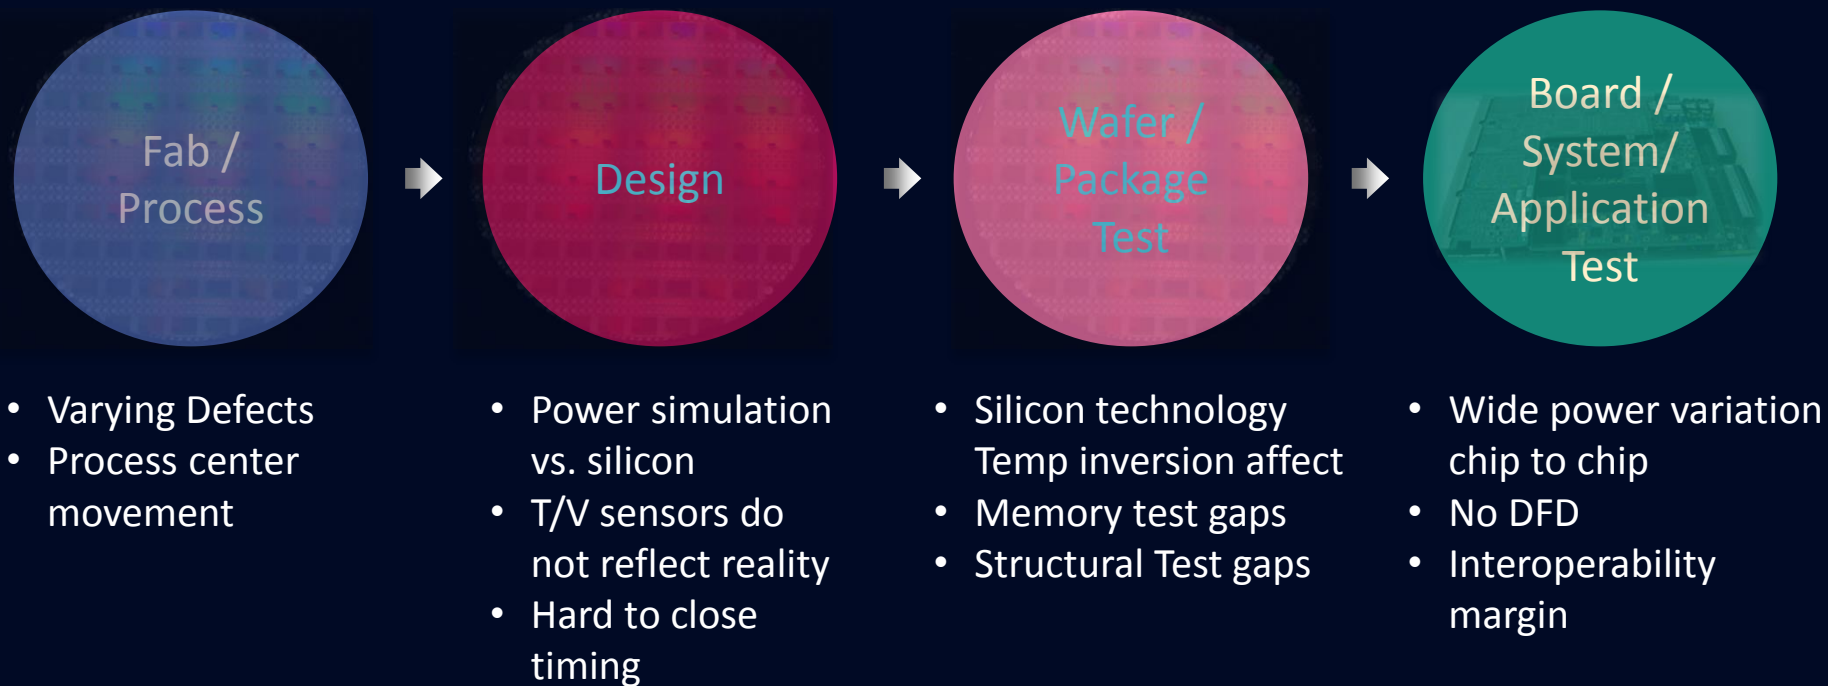 Fab /
Process
Design
Wafer /
Package
Test
Board /
System/
Application
Test
• Varying Defects
• Process center
movement
• Power simulation
vs. silicon
• T/V sensors do
not reflect reality
• Hard to close
timing
• Silicon technology
Temp inversion affect
• Memory test gaps
• Structural Test gaps
• Wide power variation
chip to chip
• No DFD
• Interoperability
margin